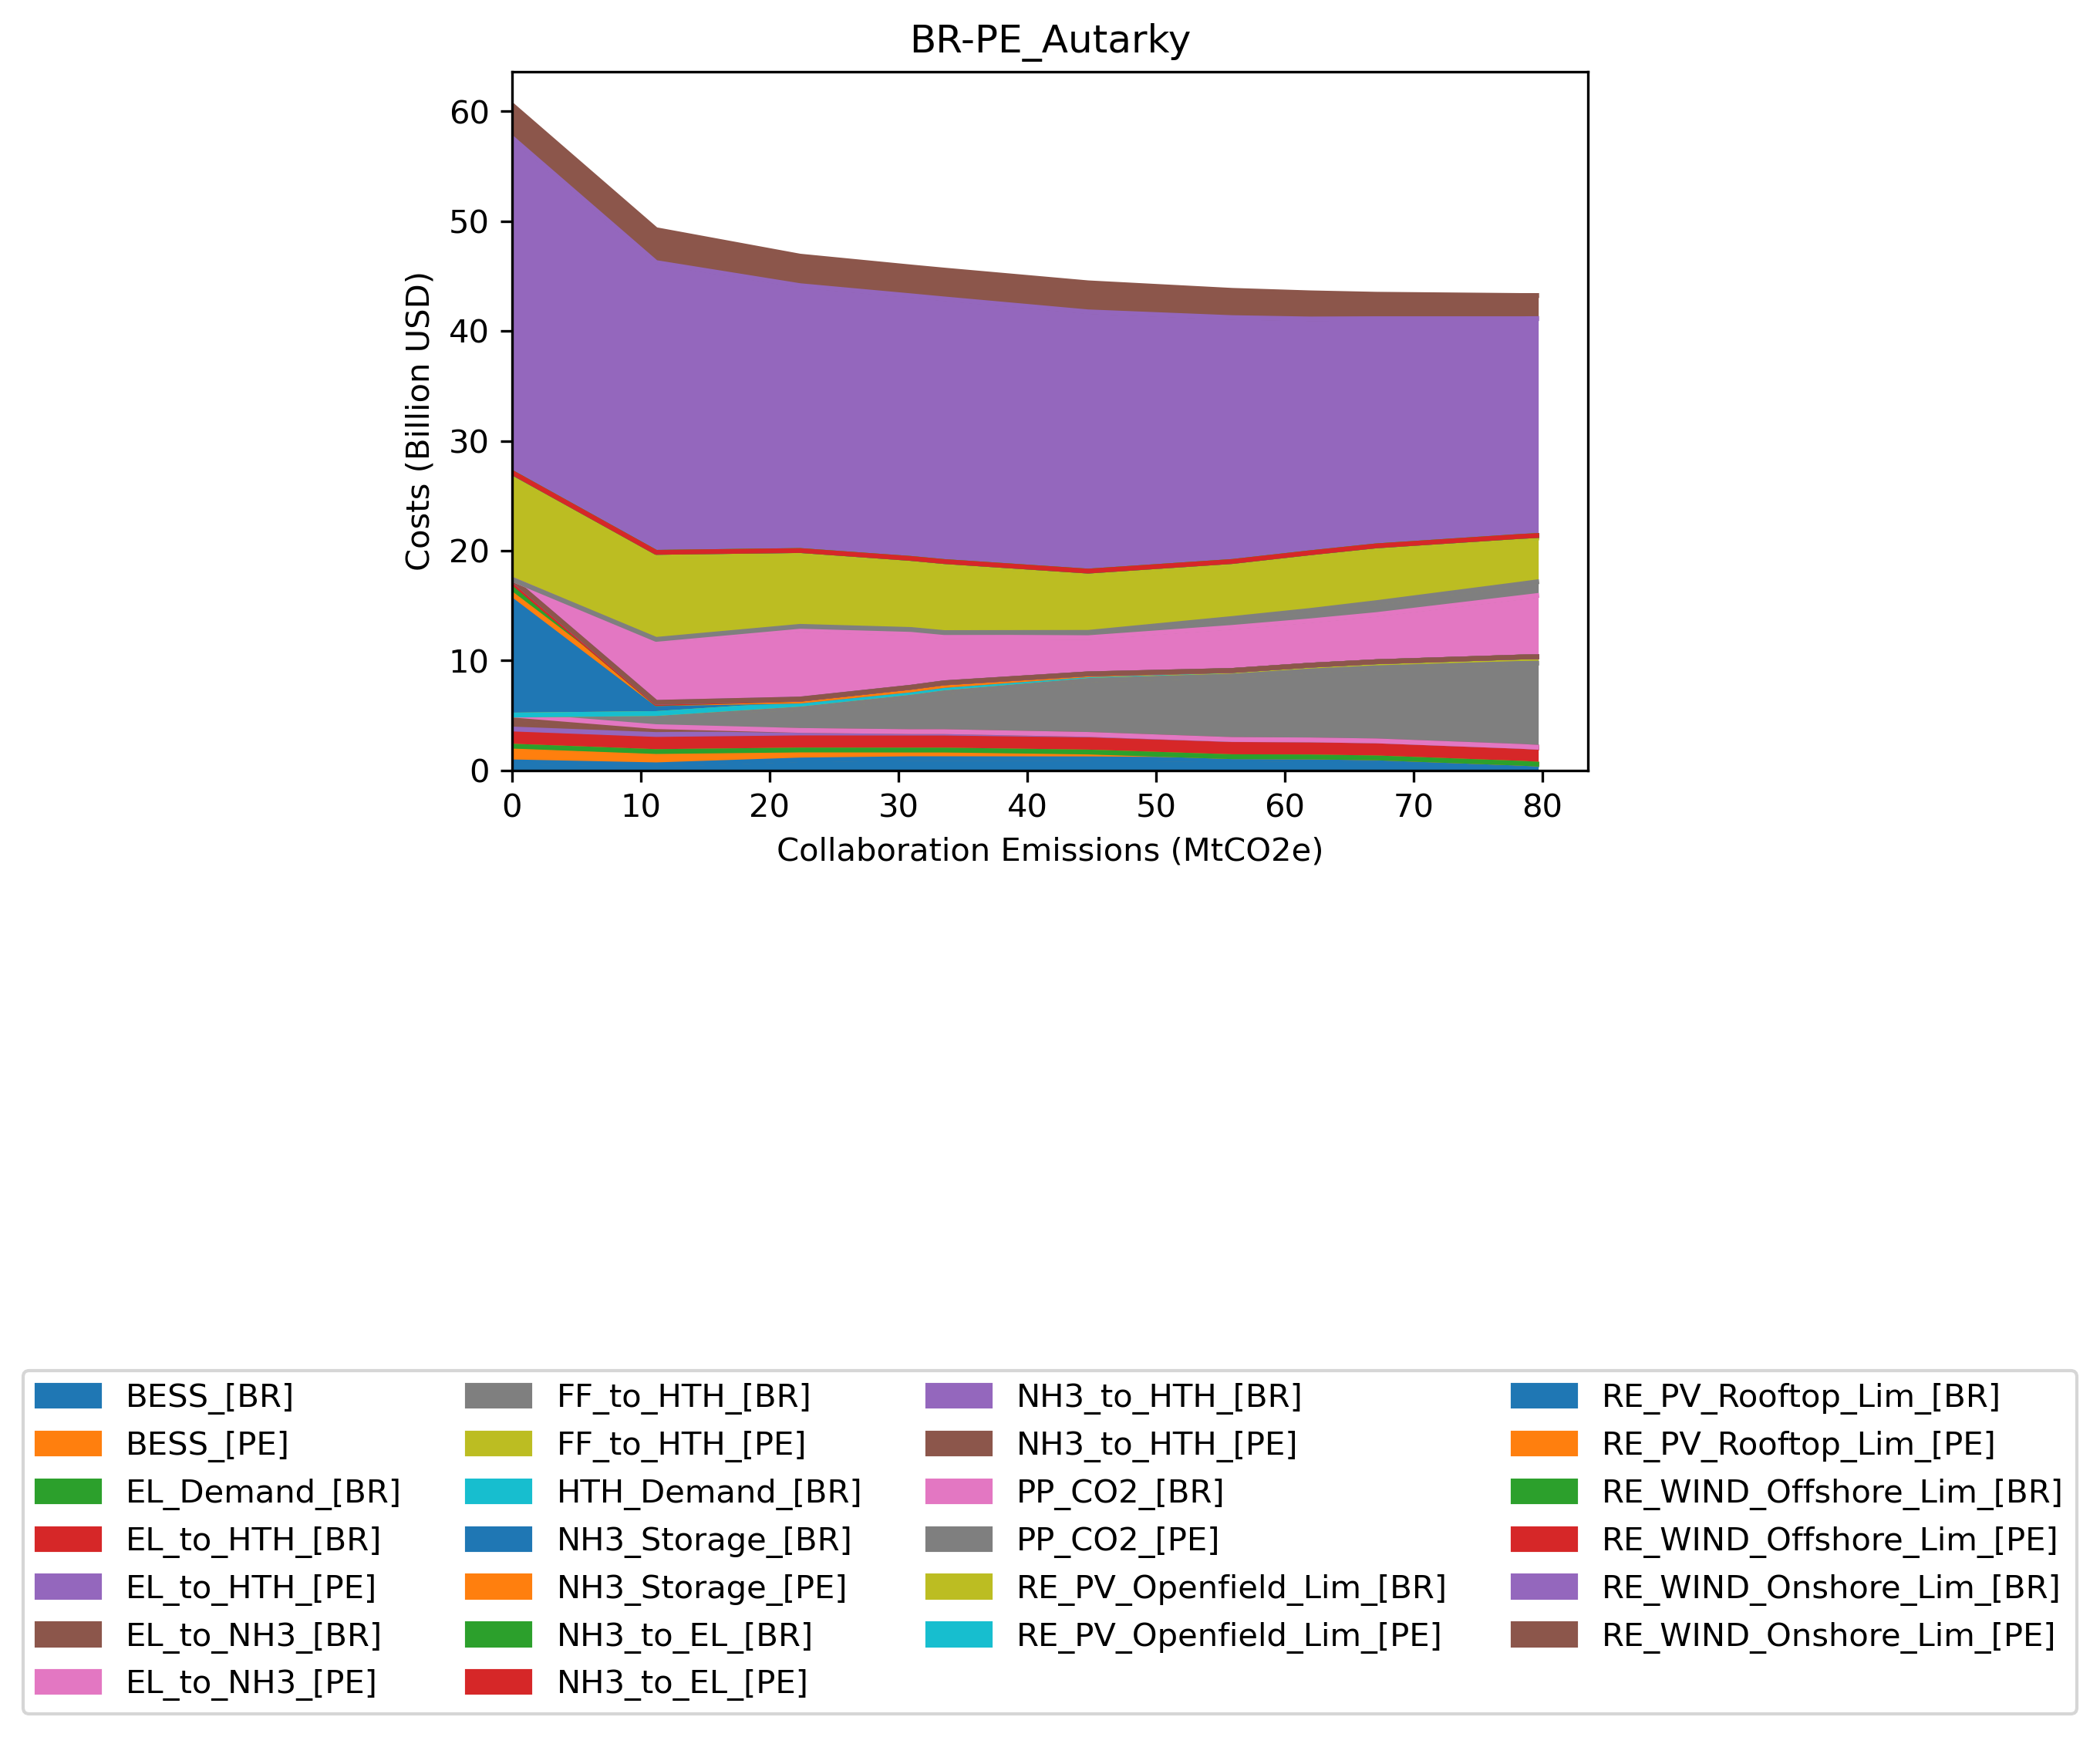 BR-PE_Autarky
60
50
40
30
20
10
0
Costs (Billion USD)
0 10 20 30 40 50 60 70 80
Collaboration Emissions (MtCO2e)
BESS_[BR]
BESS_[PE]
EL_Demand_[BR]
EL_to_HTH_[BR]
EL_to_HTH_[PE]
EL_to_NH3_[BR]
EL_to_NH3_[PE]
FF_to_HTH_[BR]
FF_to_HTH_[PE]
HTH_Demand_[BR]
NH3_Storage_[BR]
NH3_Storage_[PE]
NH3_to_EL_[BR]
NH3_to_EL_[PE]
NH3_to_HTH_[BR]
NH3_to_HTH_[PE]
PP_CO2_[BR]
PP_CO2_[PE]
RE_PV_Openfield_Lim_[BR]
RE_PV_Openfield_Lim_[PE]
RE_PV_Rooftop_Lim_[BR]
RE_PV_Rooftop_Lim_[PE]
RE_WIND_Offshore_Lim_[BR]
RE_WIND_Offshore_Lim_[PE]
RE_WIND_Onshore_Lim_[BR]
RE_WIND_Onshore_Lim_[PE]